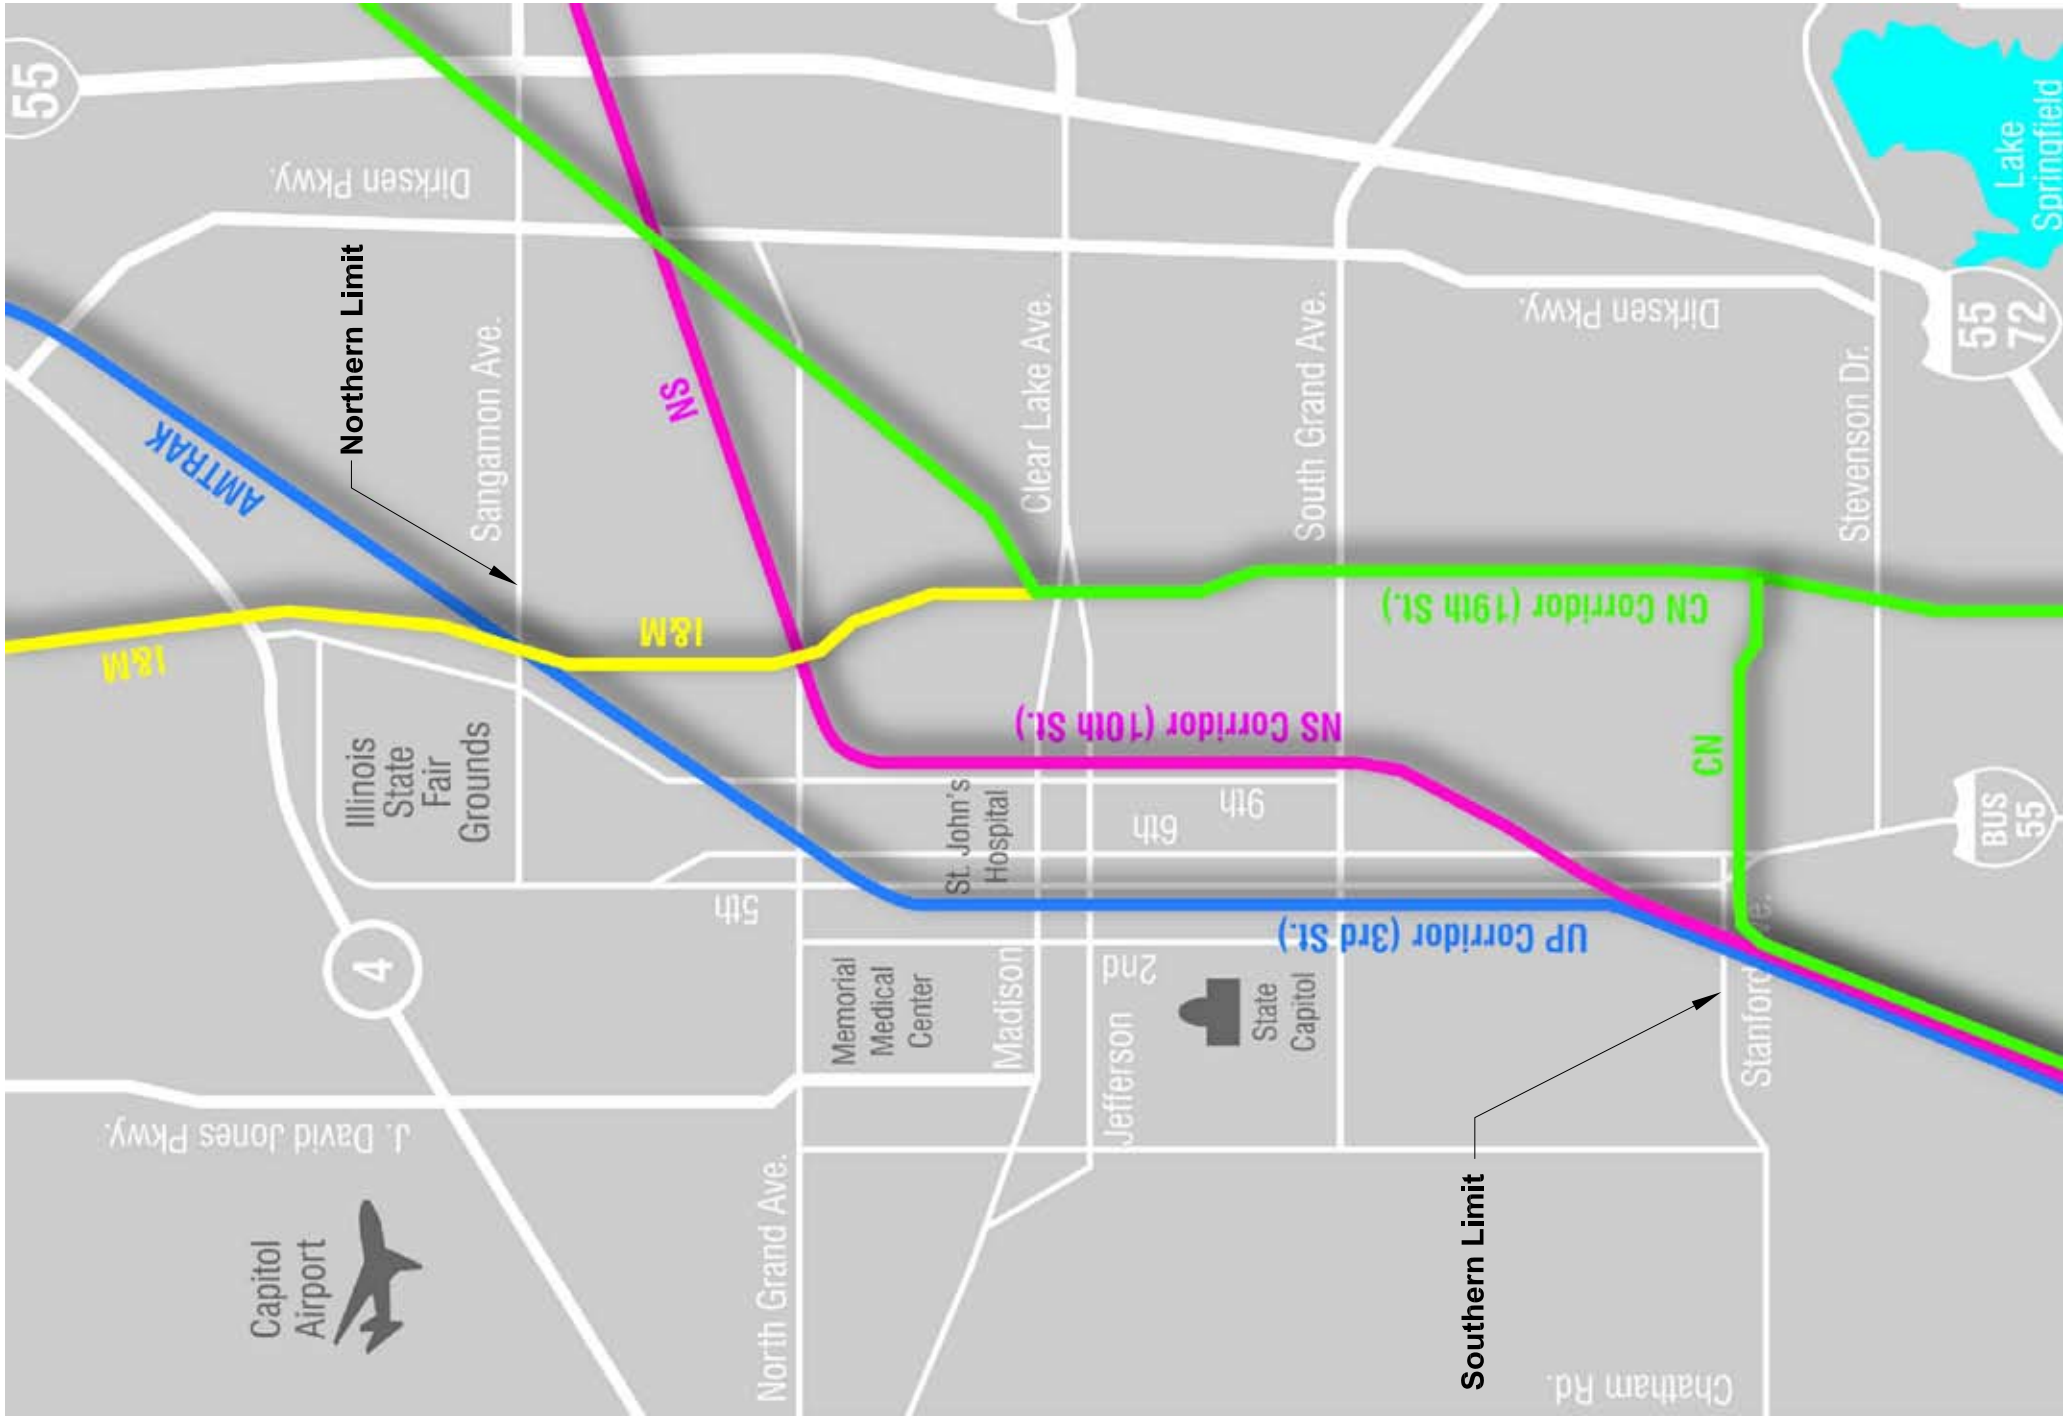 55
Dirksen Pkwy.
Lake
Springfield
Northern Limit
AMTRAK
Sangamon Ave.
NS
Clear Lake Ave.
South Grand Ave.
Dirksen Pkwy.
Stevenson Dr.
55
72
I&M
I&M
CN Corridor (19th St.)
NS Corridor (10th St.)
CN
Illinois
State
Fair
Grounds
St. John's
Hospital
9th
6th
BUS
55
5th
UP Corridor (3rd St.)
4
Memorial
Medical
Center
Madison
2nd
Jefferson
State
Capitol
Stanford Ave.
J. David Jones Pkwy.
Capitol
Airport
North Grand Ave.
Southern Limit
Chatham Rd.